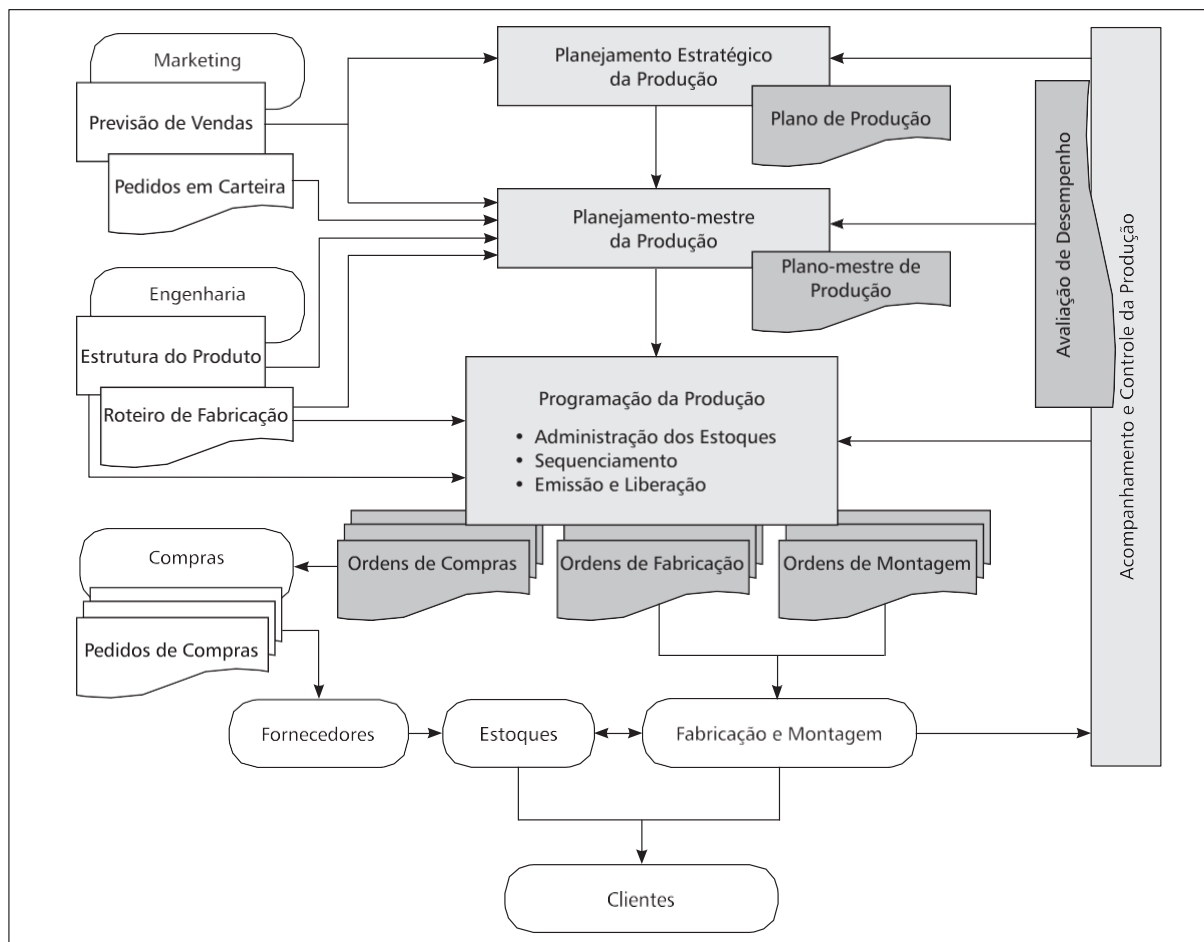 Marketing
Previsão de Vendas
Pedidos em Carteira
Planejamento Estratégico
da Produção
Plano de Produção
Planejamento-mestre
da Produção
Plano-mestre de
Produção
Engenharia
Estrutura do Produto
Roteiro de Fabricação
Programação da Produção
• Administração dos Estoques
• Sequenciamento
• Emissão e Liberação
Avaliação de Desempenho
Acompanhamento e Controle da Produção
Compras
Pedidos de Compras
Ordens de Compras
Ordens de Fabricação
Ordens de Montagem
Fornecedores
Estoques
Fabricação e Montagem
Clientes